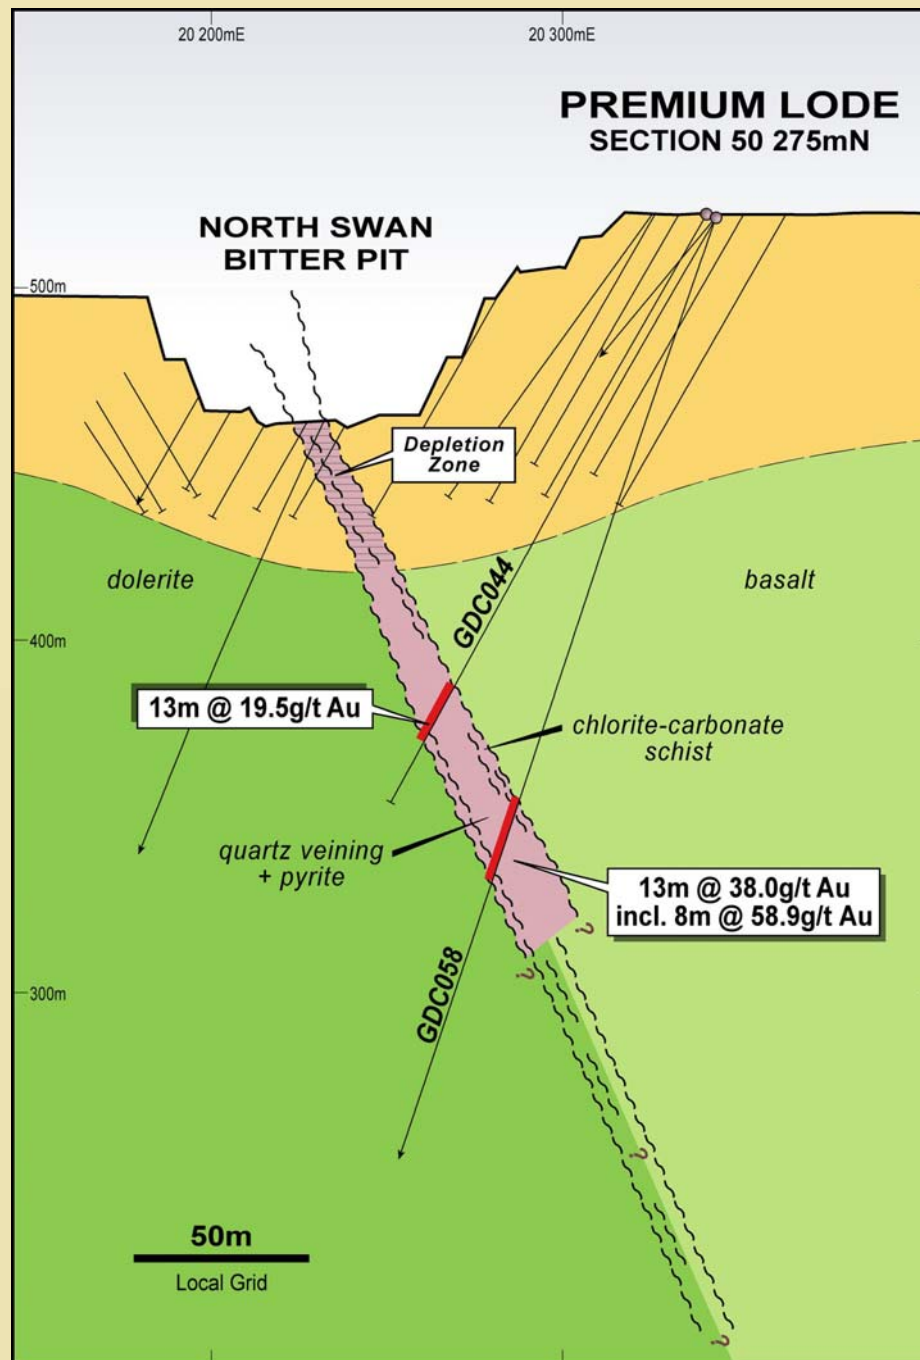 20 200mE
20 300mE
PREMIUM LODE
SECTION 50 275mN
NORTH SWAN
BITTER PIT
500m
Depletion
Zone
dolerite
basalt
GDC044
400m
13m @ 19.5g/t Au
chlorite-carbonate
schist
quartz veining
+ pyrite
13m @ 38.0g/t Au
incl. 8m @ 58.9g/t Au
?
?
300m
GDC058
?
50m
Local Grid
?